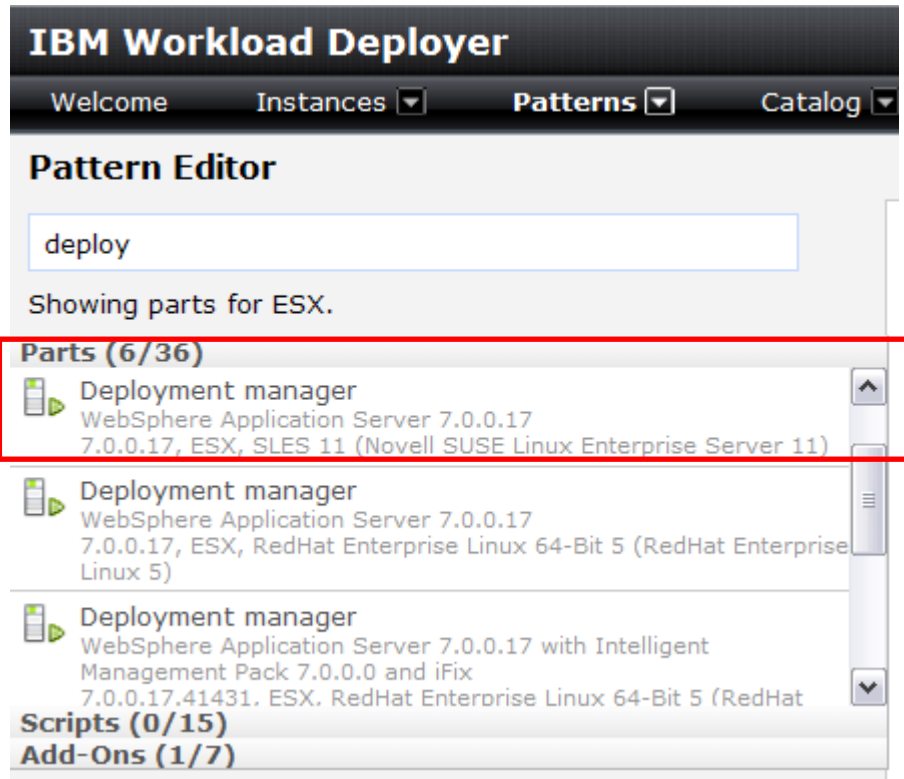 IBM Workload Deployer
Welcome Instances Patterns Catalog
Pattern Editor
deploy
Showing parts for ESX.
Parts (6/36)
Deployment manager
WebSphere Application Server 7.0.0.17
7.0.0.17, ESX, SLES 11 (Novell SUSE Linux Enterprise Server 11)
Deployment manager
WebSphere Application Server 7.0.0.17
7.0.0.17, ESX, RedHat Enterprise Linux 64-Bit 5 (RedHat Enterprise
Linux 5)
Deployment manager
WebSphere Application Server 7.0.0.17 with Intelligent
Management Pack 7.0.0.0 and iFix
7.0.0.17.41431, ESX, RedHat Enterprise Linux 64-Bit 5 (RedHat
Scripts (0/15)
Add-Ons (1/7)